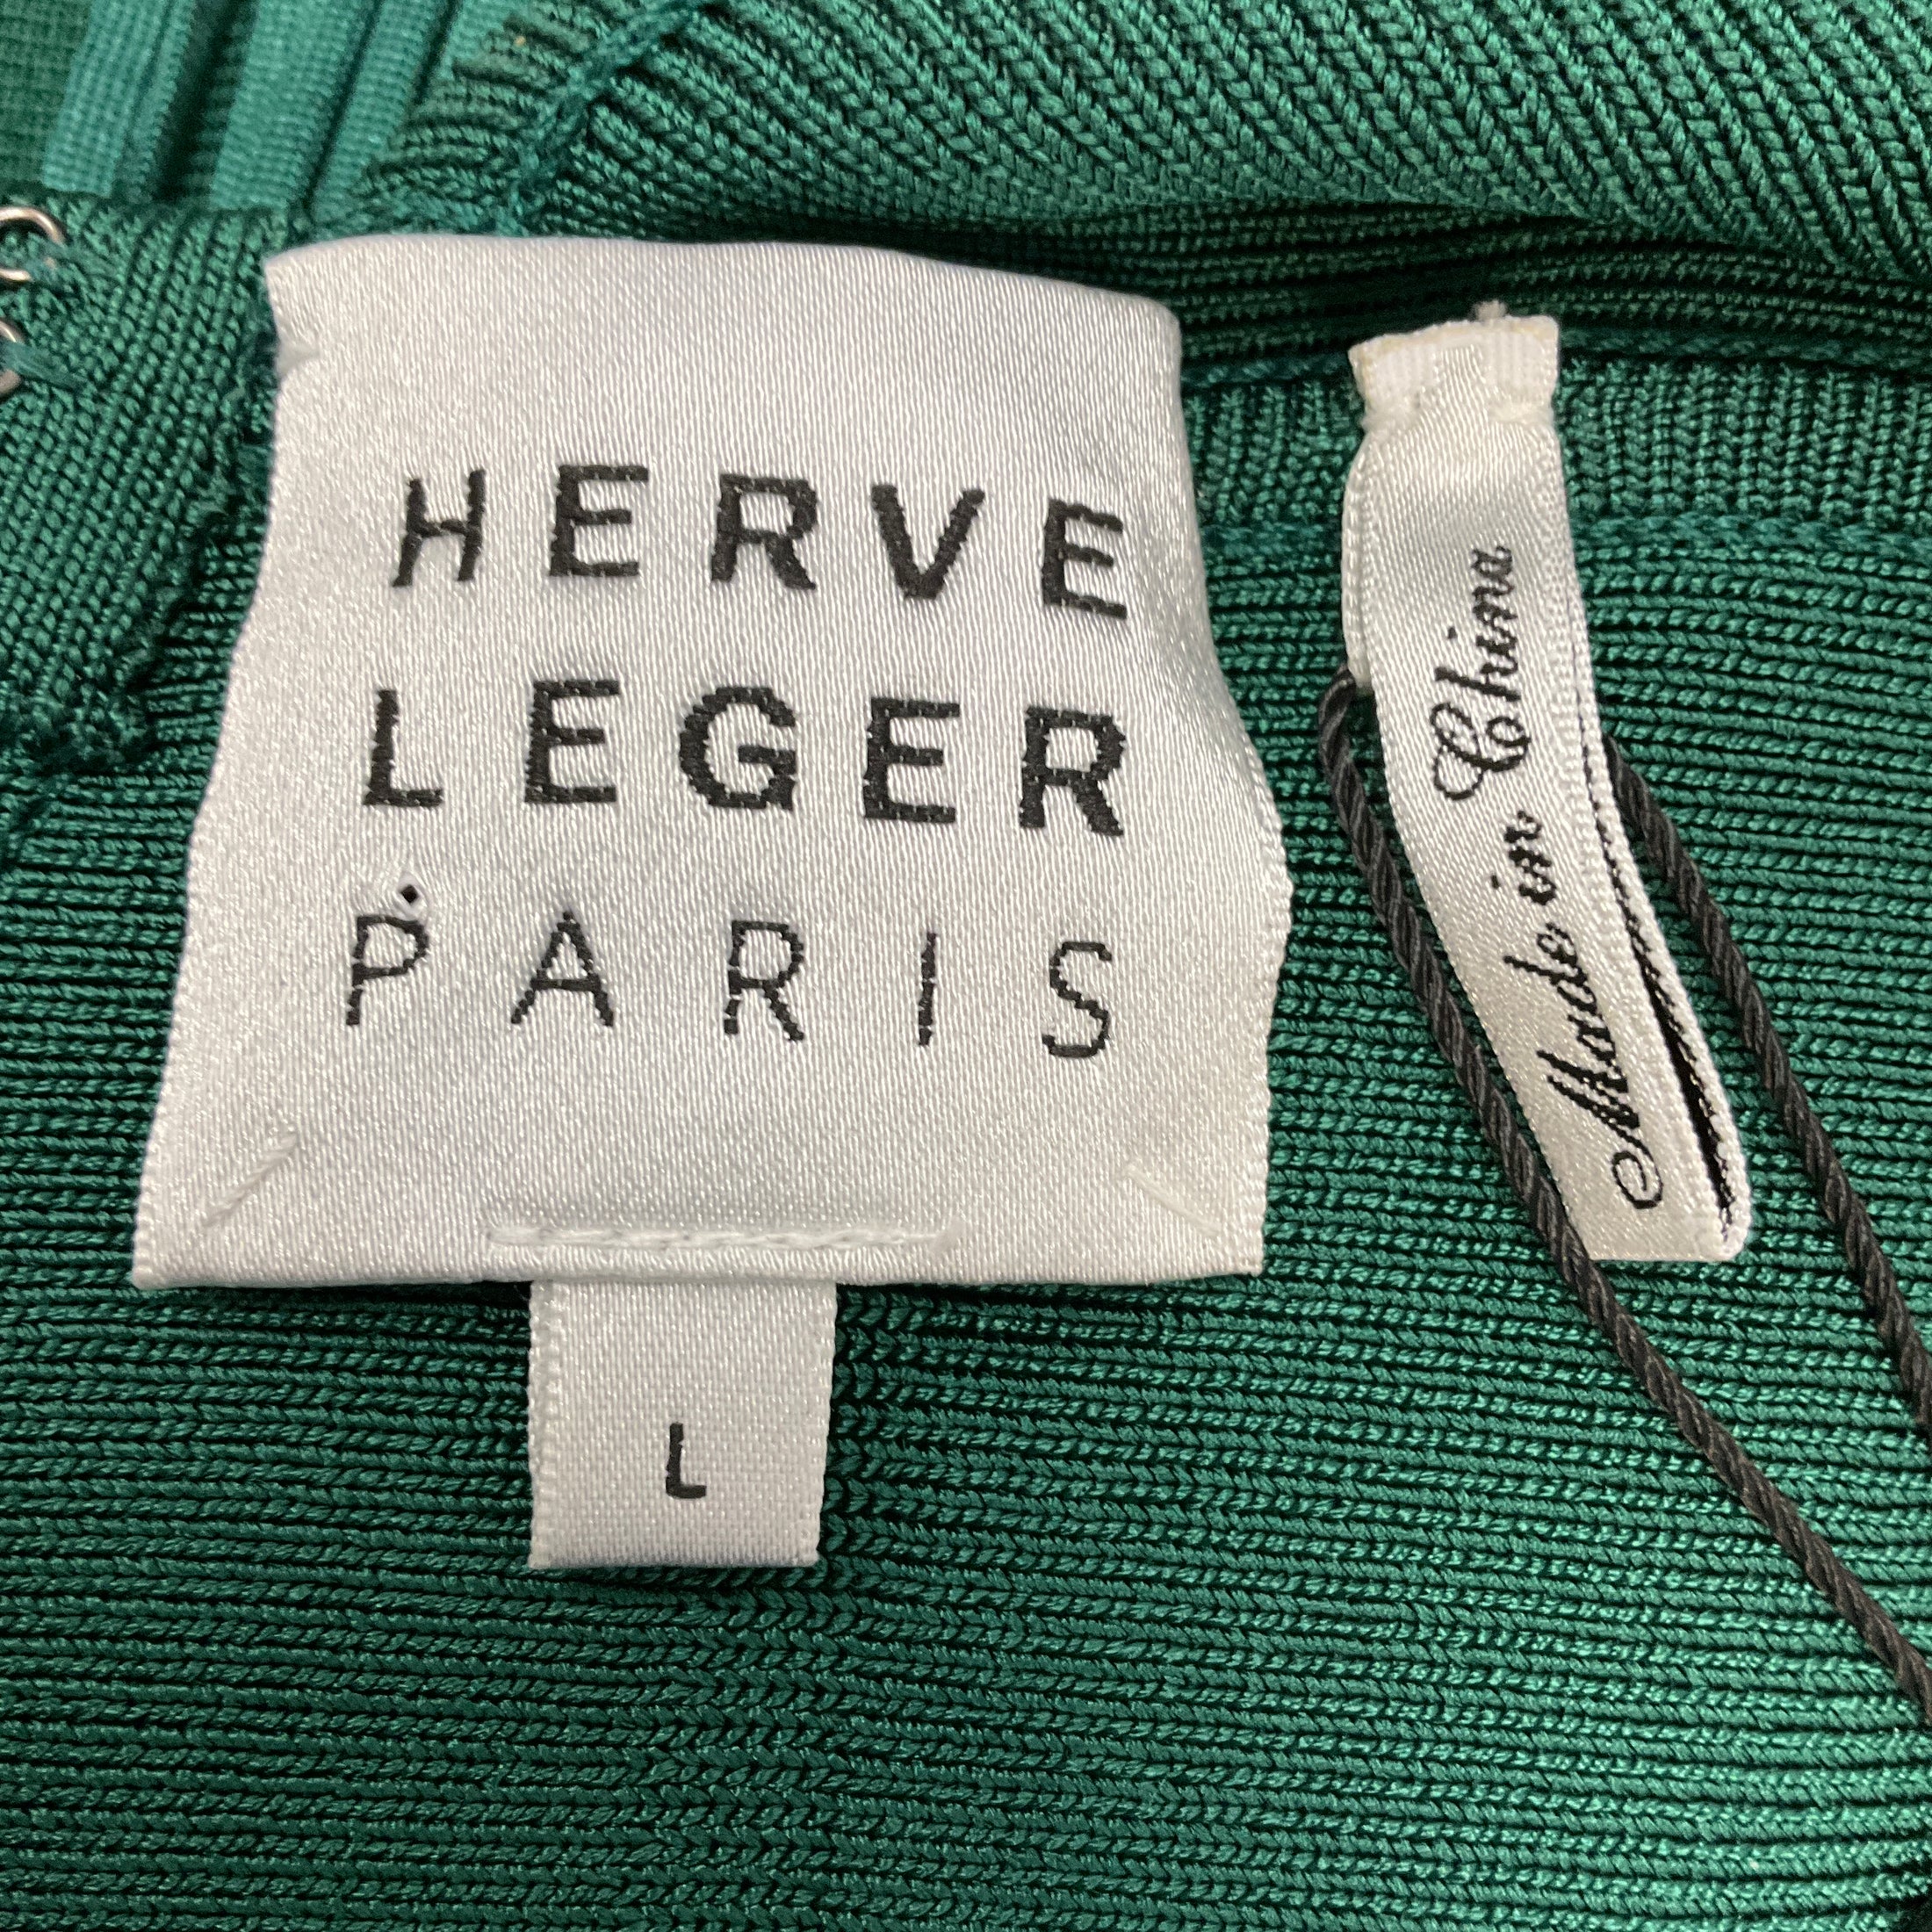 HERVE
LEGER
PARIS
L
Made in China